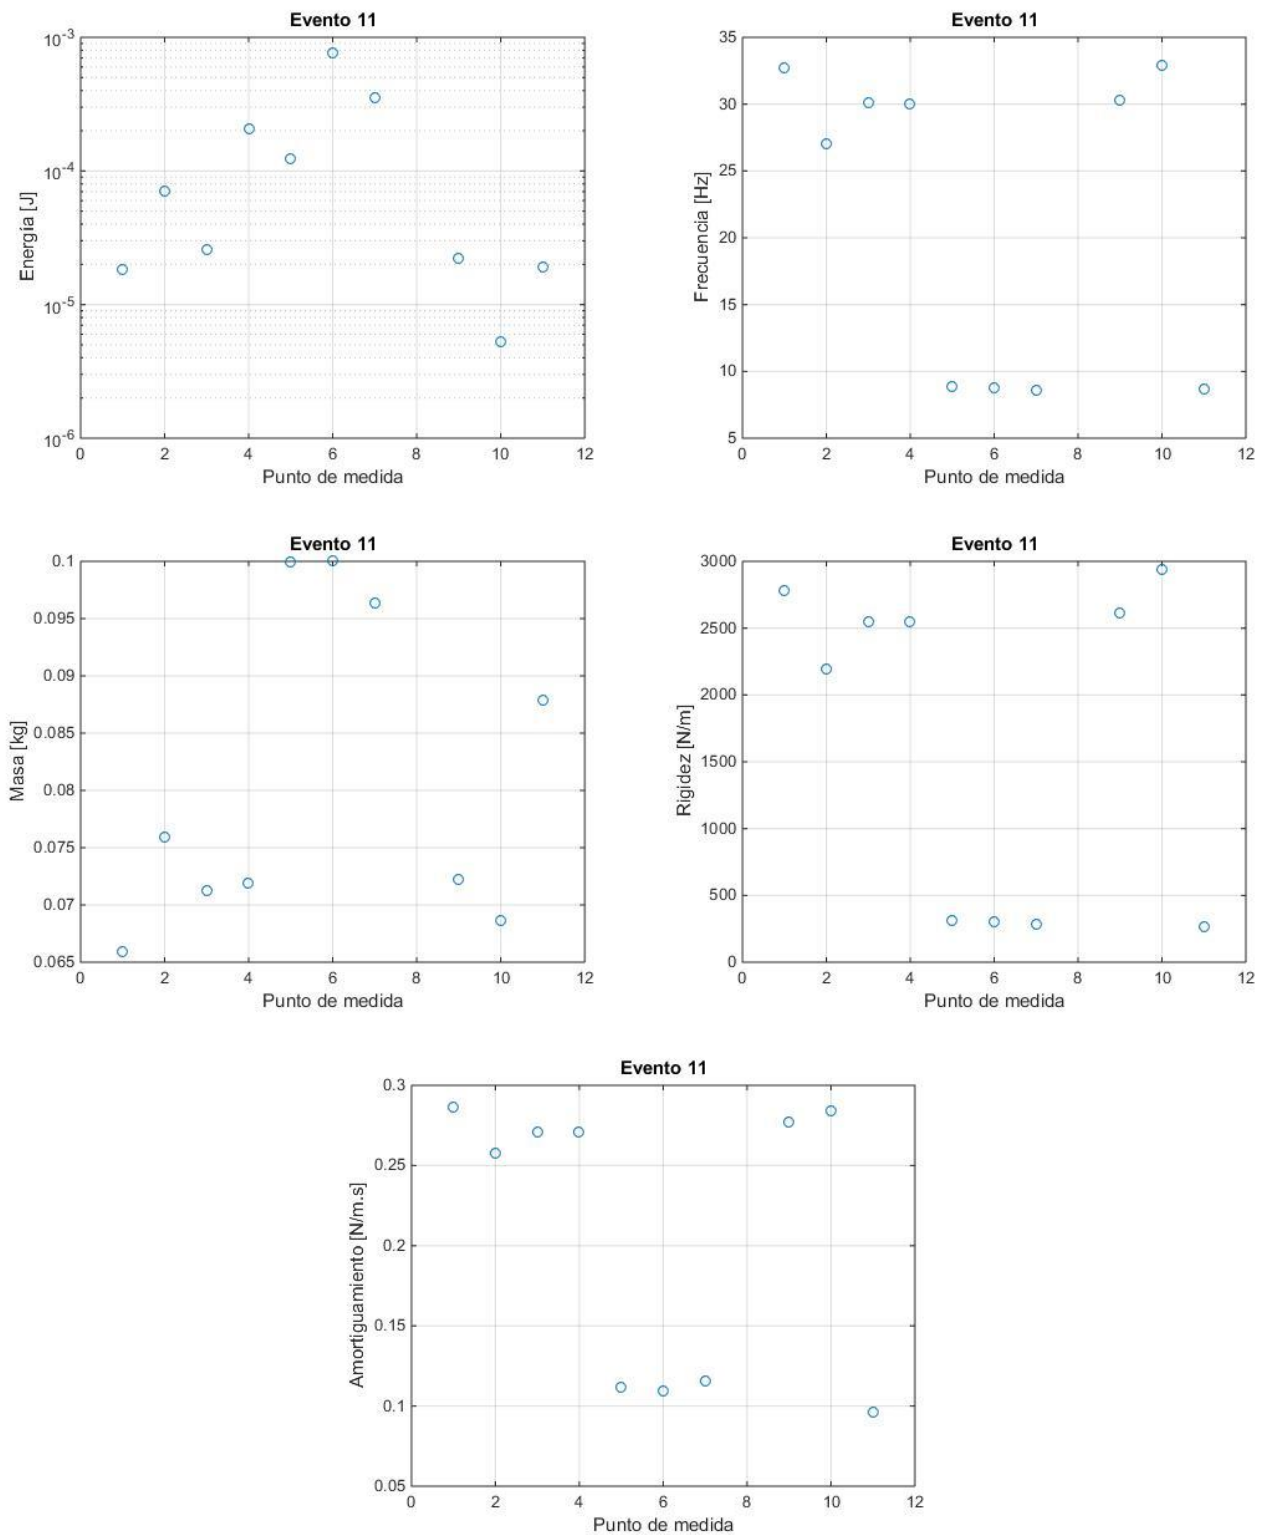 Evento 11
10^-3
10^-4
10^-5
10^-6
Energía [J]
0 2 4 6 8 10 12
Punto de medida
Evento 11
35
30
25
20
15
10
5
Frecuencia [Hz]
0 2 4 6 8 10 12
Punto de medida
Evento 11
0.1
0.095
0.09
0.085
0.08
0.075
0.07
0.065
Masa [kg]
0 2 4 6 8 10 12
Punto de medida
Evento 11
3000
2500
2000
1500
1000
500
0
Rigidez [N/m]
0 2 4 6 8 10 12
Punto de medida
Evento 11
0.3
0.25
0.2
0.15
0.1
0.05
Amortiguamiento [N/m.s]
0 2 4 6 8 10 12
Punto de medida